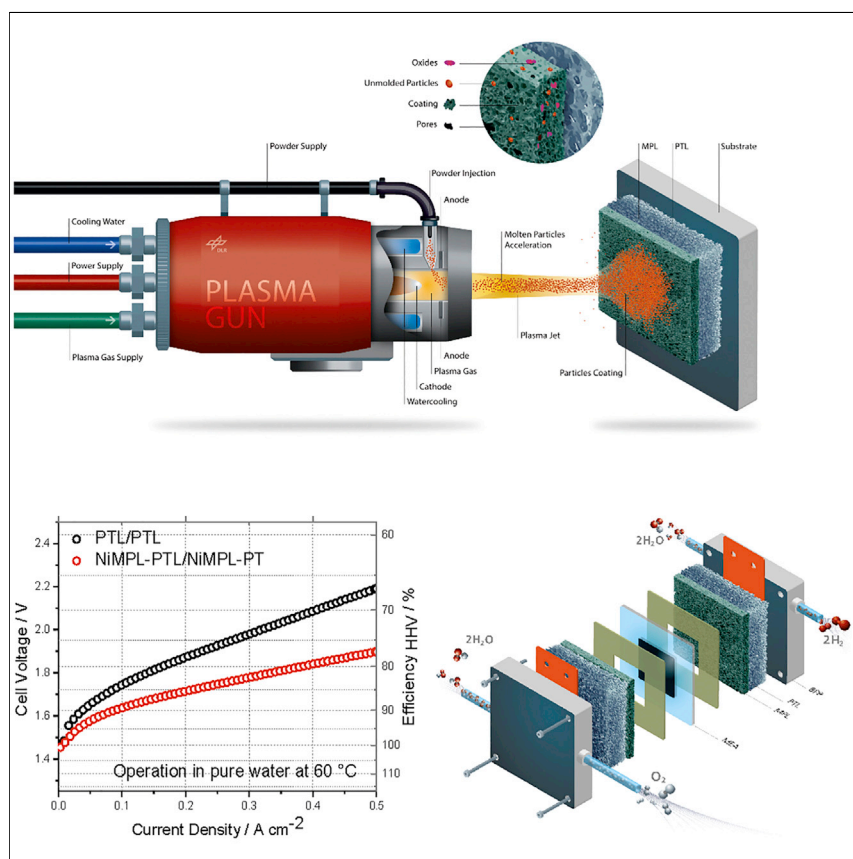 Oxides
Unmolded Particles
Coating
Pores
Powder Supply
MPL
PTL
Substrate
Powder Injection
Anode
Cooling Water
Molten Particles
Acceleration
Power Supply
DLR
PLASMA
GUN
Plasma Jet
Plasma Gas Supply
Anode
Plasma Gas
Cathode
Watercooling
Particles Coating
PTL/PTL
NiMPL-PTL/NiMPL-PT
2.4
2.2
2.0
1.8
1.6
1.4
Cell Voltage / V
60
70
80
90
100
110
Efficiency HHV / %
Operation in pure water at 60 °C
0.0
0.1
0.2
0.3
0.4
0.5
Current Density / A cm-2
2H₂O
2H₂
2H₂O
BPP
PTL
MPL
MEA
O₂